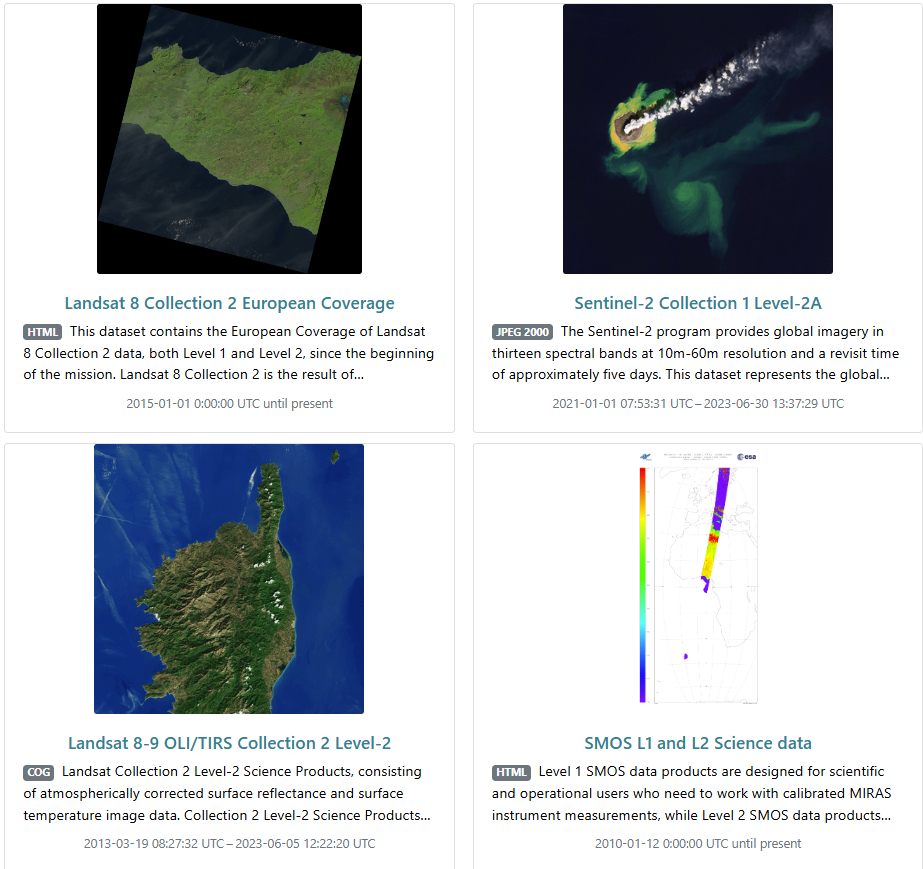 Landsat 8 Collection 2 European Coverage
HTML This dataset contains the European Coverage of Landsat
8 Collection 2 data, both Level 1 and Level 2, since the beginning
of the mission. Landsat 8 Collection 2 is the result of...
2015-01-01 0:00:00 UTC until present
Sentinel-2 Collection 1 Level-2A
JPEG 2000 The Sentinel-2 program provides global imagery in
thirteen spectral bands at 10m-60m resolution and a revisit time
of approximately five days. This dataset represents the global...
2021-01-01 07:53:31 UTC – 2023-06-30 13:37:29 UTC
Landsat 8-9 OLI/TIRS Collection 2 Level-2
COG Landsat Collection 2 Level-2 Science Products, consisting
of atmospherically corrected surface reflectance and surface
temperature image data. Collection 2 Level-2 Science Products...
2013-03-19 08:27:32 UTC – 2023-06-05 12:22:20 UTC
esa
SMOS L1 and L2 Science data
HTML Level 1 SMOS data products are designed for scientific
and operational users who need to work with calibrated MIRAS
instrument measurements, while Level 2 SMOS data products...
2010-01-12 0:00:00 UTC until present